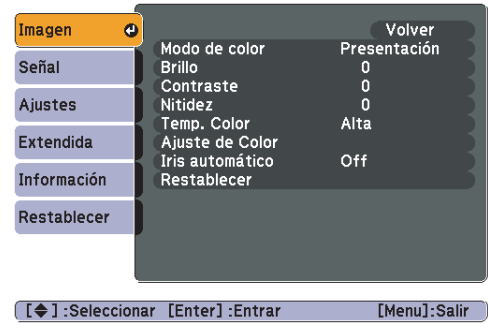 Imagen
Señal
Ajustes
Extendida
Información
Restablecer
Volver
Modo de color Presentación
Brillo 0
Contraste 0
Nitidez 0
Temp. Color Alta
Ajuste de Color
Iris automático Off
Restablecer
[ ] :Seleccionar [Enter] :Entrar [Menu]:Salir